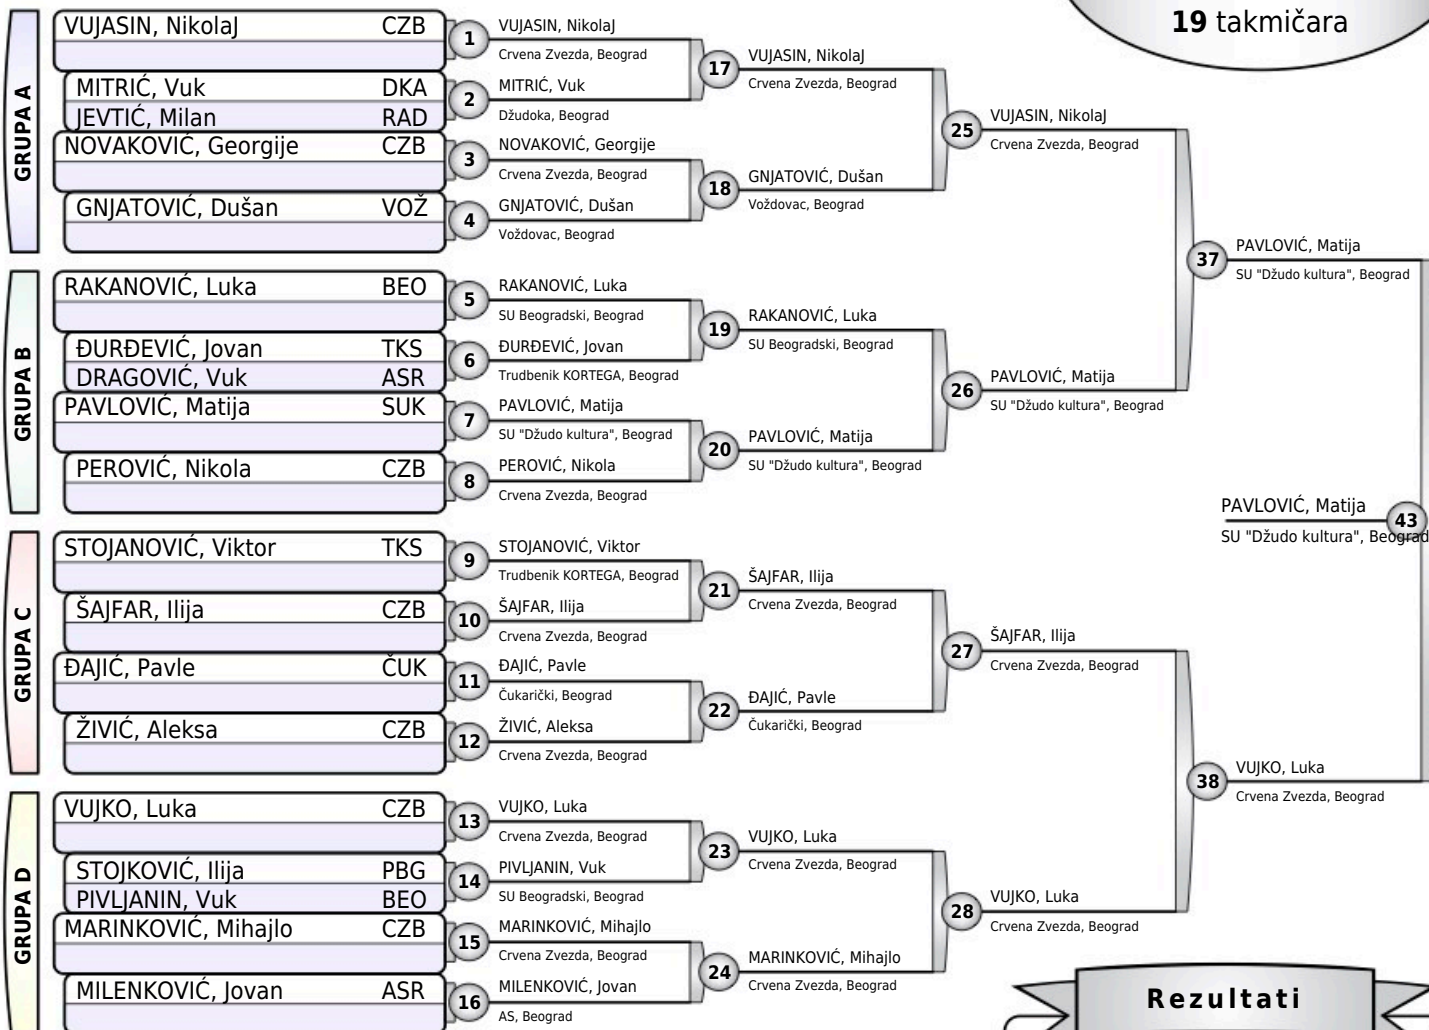 19 takmičara
GRUPA A
VUJASIN, NikolaJ CZB
MITRIĆ, Vuk DKA
JEVTIĆ, Milan RAD
NOVAKOVIĆ, Georgije CZB
GNJATOVIĆ, Dušan VOŽ
GRUPA B
RAKANOVIĆ, Luka BEO
ĐURĐEVIĆ, Jovan TKS
DRAGOVIĆ, Vuk ASR
PAVLOVIĆ, Matija SUK
PEROVIĆ, Nikola CZB
GRUPA C
STOJANOVIĆ, Viktor TKS
ŠAJFAR, Ilija CZB
ĐAJIĆ, Pavle ČUK
ŽIVIĆ, Aleksa CZB
GRUPA D
VUJKO, Luka CZB
STOJKOVIĆ, Ilija PBG
PIVLJANIN, Vuk BEO
MARINKOVIĆ, Mihajlo CZB
MILENKOVIĆ, Jovan ASR
1 VUJASIN, NikolaJ
Crvena Zvezda, Beograd
2 MITRIĆ, Vuk
Džudoka, Beograd
3 NOVAKOVIĆ, Georgije
Crvena Zvezda, Beograd
4 GNJATOVIĆ, Dušan
Voždovac, Beograd
5 RAKANOVIĆ, Luka
SU Beogradski, Beograd
6 ĐURĐEVIĆ, Jovan
Trudbenik KORTEGA, Beograd
7 PAVLOVIĆ, Matija
SU "Džudo kultura", Beograd
8 PEROVIĆ, Nikola
Crvena Zvezda, Beograd
9 STOJANOVIĆ, Viktor
Trudbenik KORTEGA, Beograd
10 ŠAJFAR, Ilija
Crvena Zvezda, Beograd
11 ĐAJIĆ, Pavle
Čukarički, Beograd
12 ŽIVIĆ, Aleksa
Crvena Zvezda, Beograd
13 VUJKO, Luka
Crvena Zvezda, Beograd
14 PIVLJANIN, Vuk
SU Beogradski, Beograd
15 MARINKOVIĆ, Mihajlo
Crvena Zvezda, Beograd
16 MILENKOVIĆ, Jovan
AS, Beograd
17 VUJASIN, NikolaJ
Crvena Zvezda, Beograd
18 GNJATOVIĆ, Dušan
Voždovac, Beograd
19 RAKANOVIĆ, Luka
SU Beogradski, Beograd
20 PAVLOVIĆ, Matija
SU "Džudo kultura", Beograd
21 ŠAJFAR, Ilija
Crvena Zvezda, Beograd
22 ĐAJIĆ, Pavle
Čukarički, Beograd
23 VUJKO, Luka
Crvena Zvezda, Beograd
24 MARINKOVIĆ, Mihajlo
Crvena Zvezda, Beograd
25 VUJASIN, NikolaJ
Crvena Zvezda, Beograd
26 PAVLOVIĆ, Matija
SU "Džudo kultura", Beograd
27 ŠAJFAR, Ilija
Crvena Zvezda, Beograd
28 VUJKO, Luka
Crvena Zvezda, Beograd
37 PAVLOVIĆ, Matija
SU "Džudo kultura", Beograd
38 VUJKO, Luka
Crvena Zvezda, Beograd
PAVLOVIĆ, Matija 43
SU "Džudo kultura", Beograd
Rezultati